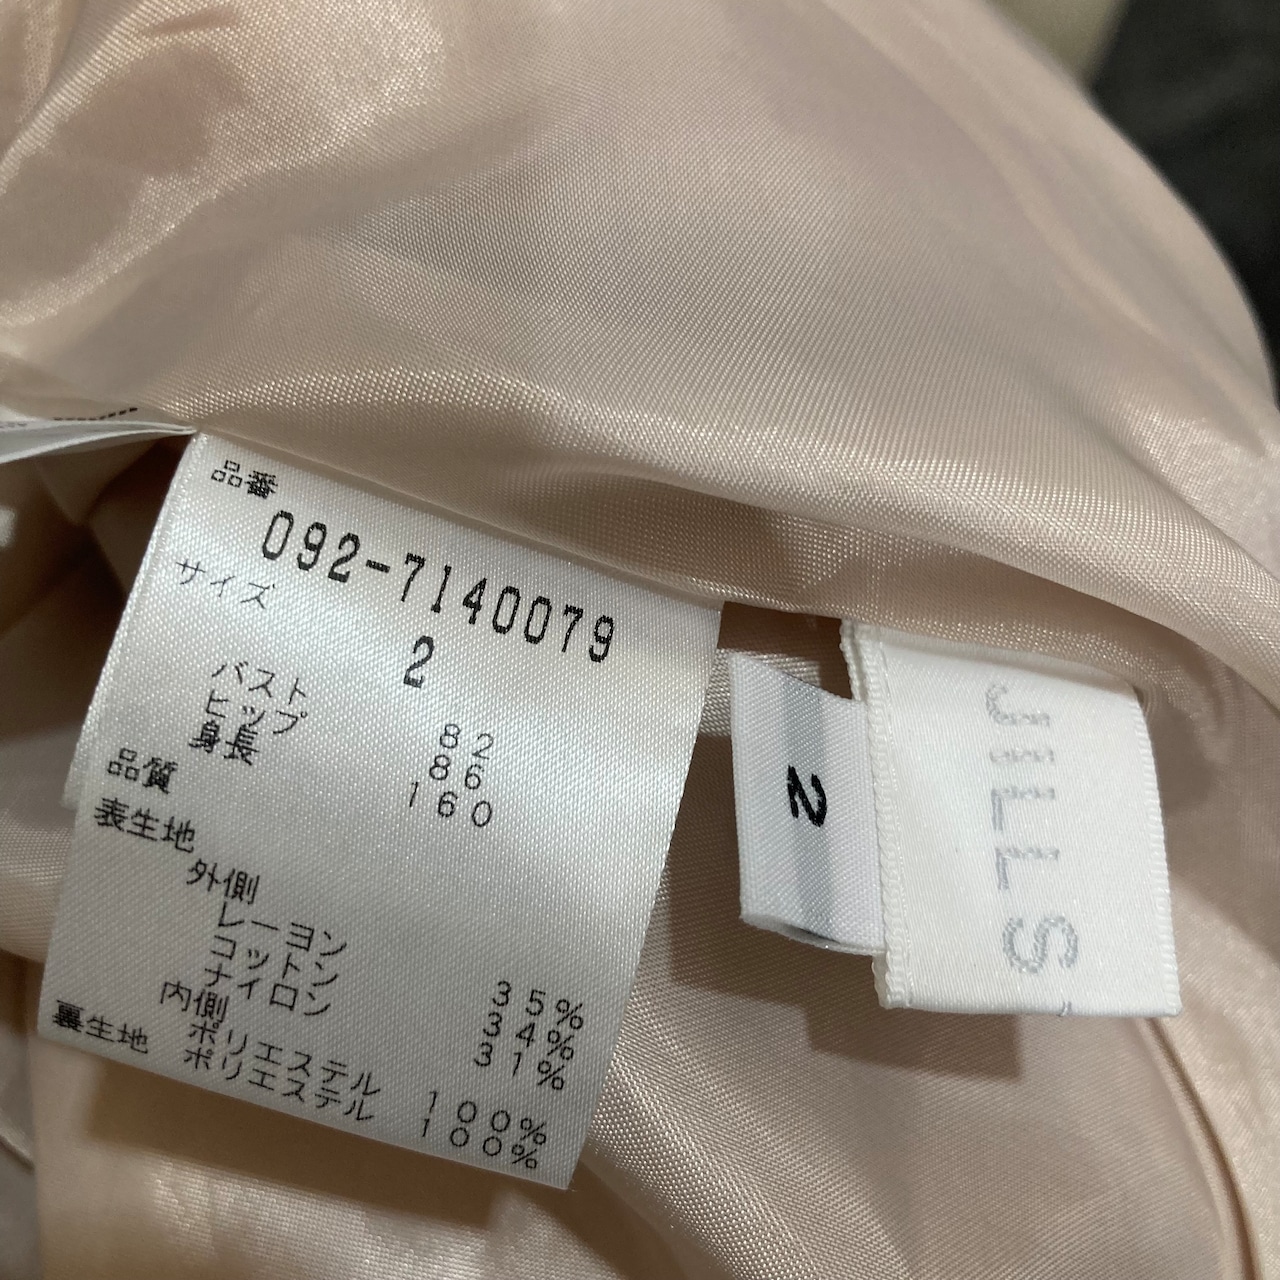 品番
092-7140079
サイズ
2
バスト 82
ヒップ 86
身長 160
品質
表生地
外側
レーヨン 35%
コットン 34%
ナイロン 31%
内側
ポリエステル 100%
裏生地 ポリエステル 100%
2
JILLS